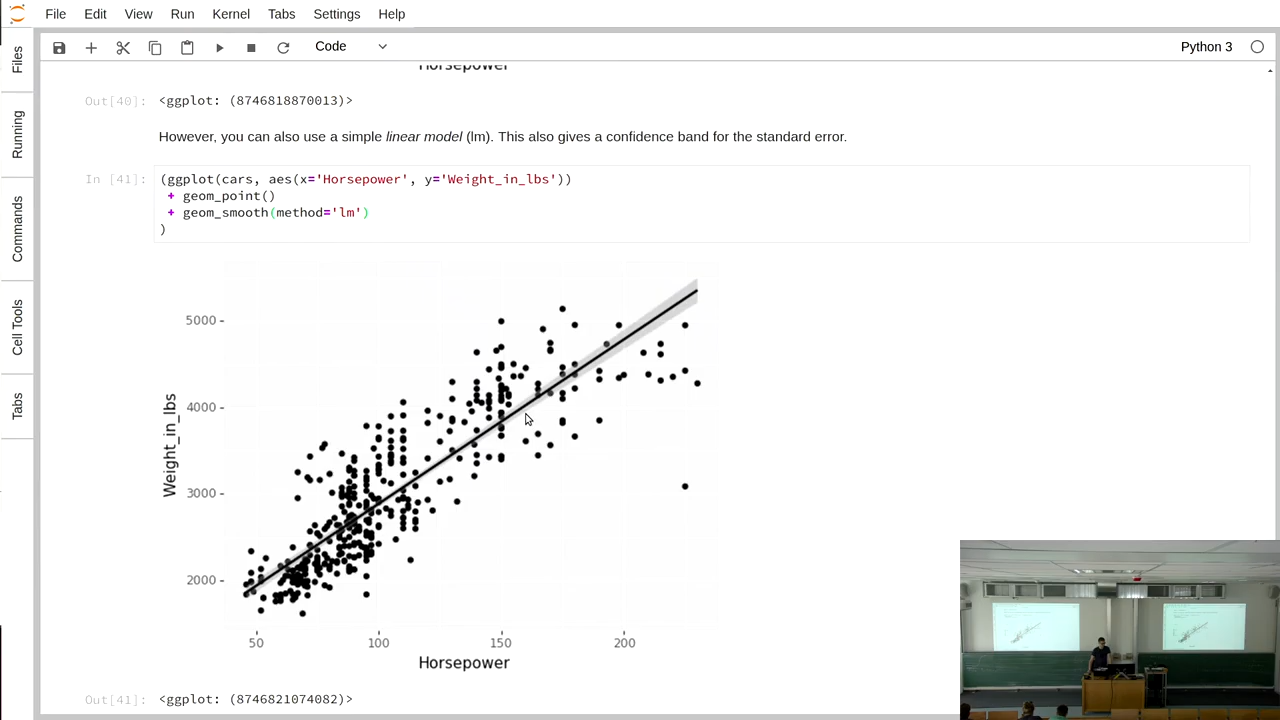 File Edit View Run Kernel Tabs Settings Help
Code
Python 3
Files
Running
Commands
Cell Tools
Tabs
Horsepower
Out[40]: <ggplot: (8746818870013)>
However, you can also use a simple linear model (lm). This also gives a confidence band for the standard error.
In [41]: (ggplot(cars, aes(x='Horsepower', y='Weight_in_lbs'))
+ geom_point()
+ geom_smooth(method='lm')
)
5000
4000
3000
2000
Weight_in_lbs
50 100 150 200
Horsepower
Out[41]: <ggplot: (8746821074082)>